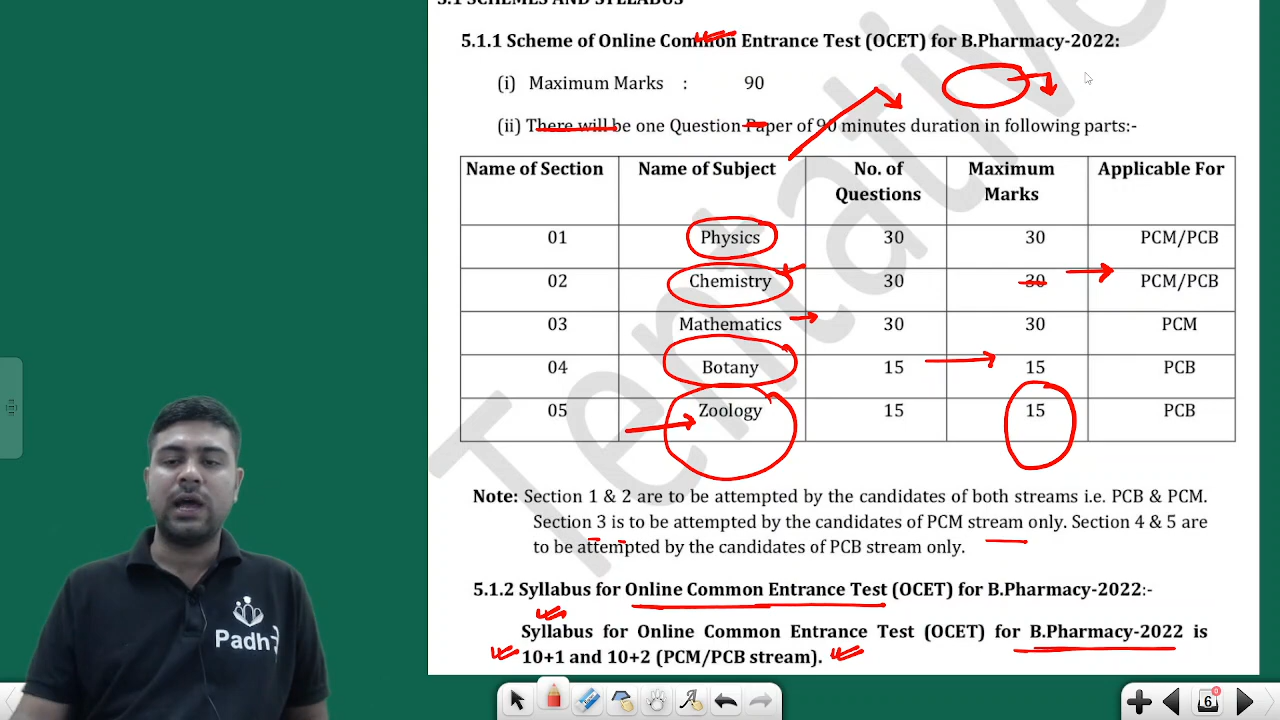 5.1 SCHEMES AND SYLLABUS
5.1.1 Scheme of Online Common Entrance Test (OCET) for B.Pharmacy-2022:
(i) Maximum Marks : 90
(ii) There will be one Question Paper of 90 minutes duration in following parts:-
Name of Section Name of Subject No. of Questions Maximum Marks Applicable For
01 Physics 30 30 PCM/PCB
02 Chemistry 30 30 PCM/PCB
03 Mathematics 30 30 PCM
04 Botany 15 15 PCB
05 Zoology 15 15 PCB
Note: Section 1 & 2 are to be attempted by the candidates of both streams i.e. PCB & PCM.
Section 3 is to be attempted by the candidates of PCM stream only. Section 4 & 5 are
to be attempted by the candidates of PCB stream only.
5.1.2 Syllabus for Online Common Entrance Test (OCET) for B.Pharmacy-2022:-
Syllabus for Online Common Entrance Test (OCET) for B.Pharmacy-2022 is
10+1 and 10+2 (PCM/PCB stream).
Tentative
Padh
6
0